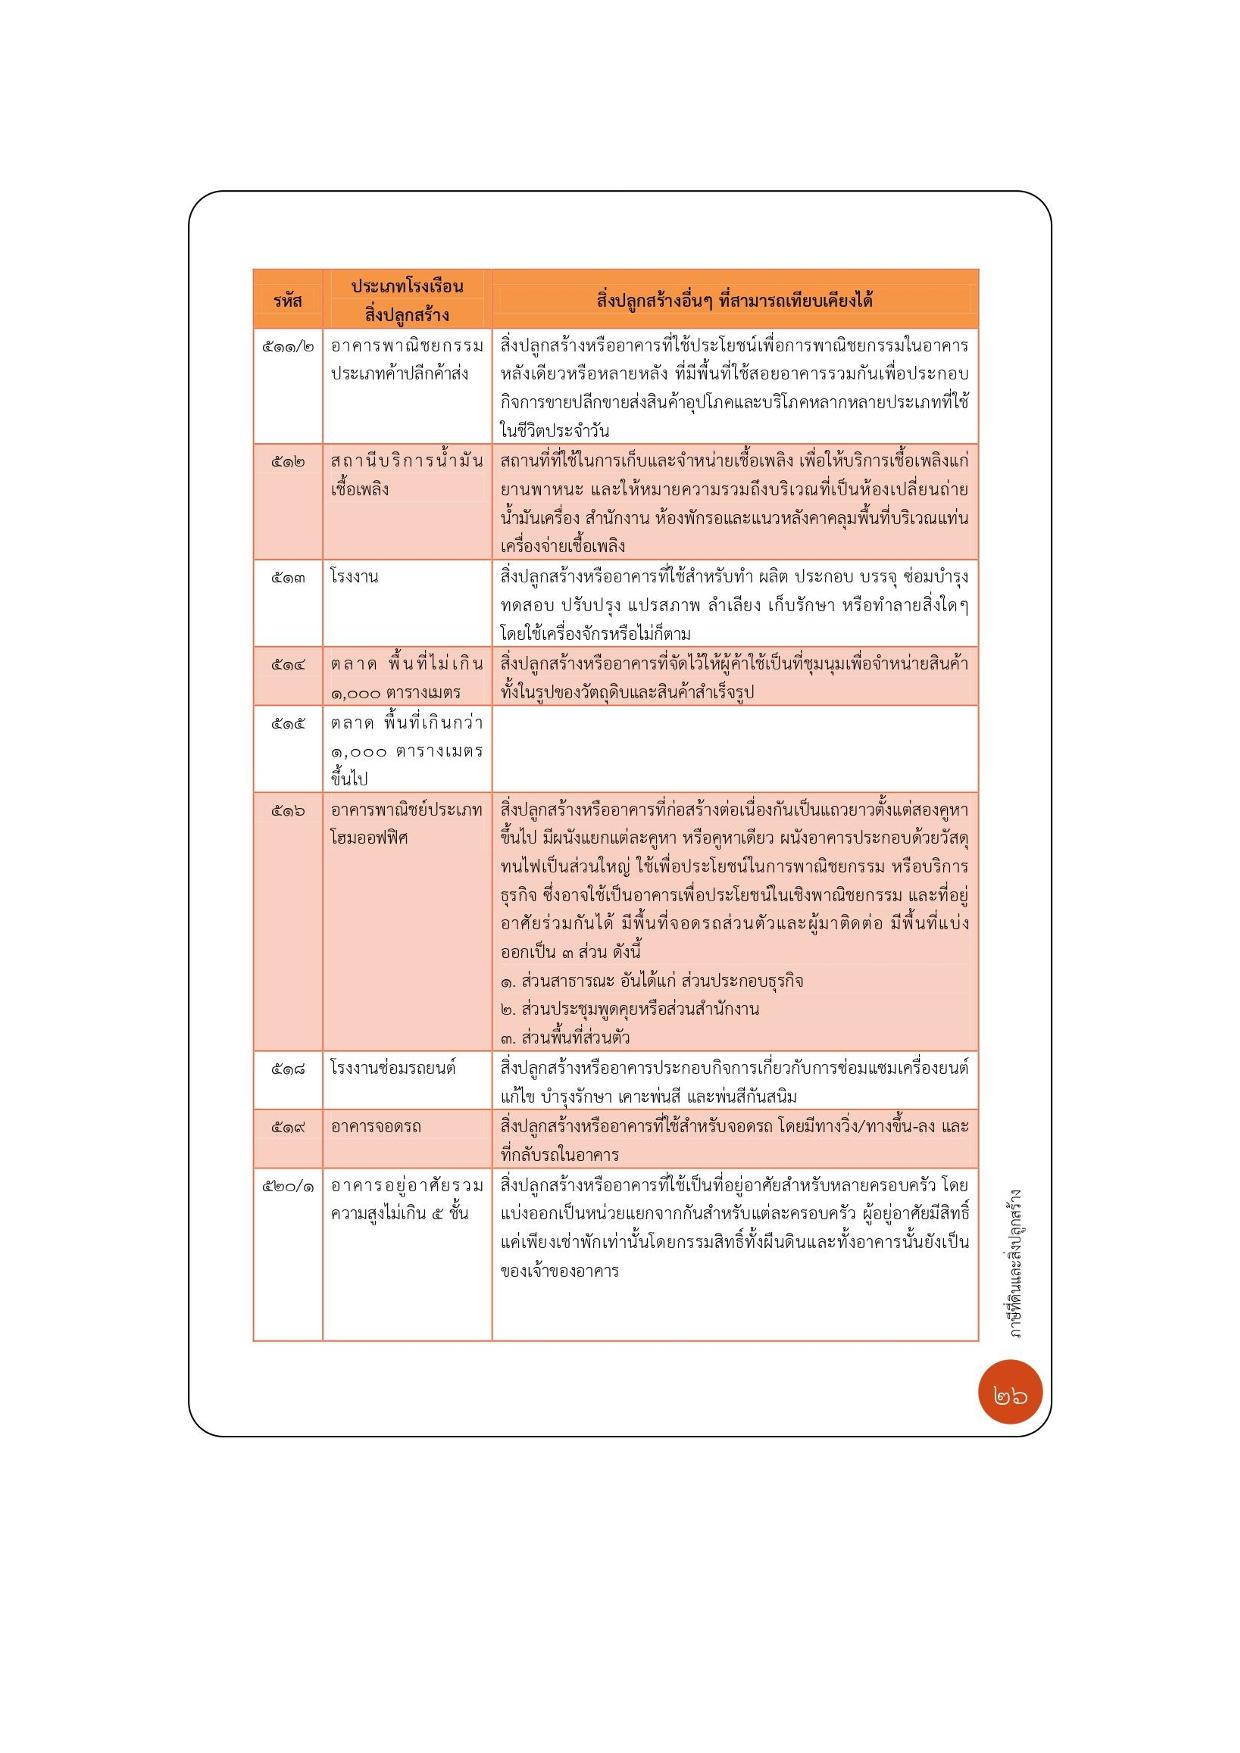 รหัส
ประเภทโรงเรือน
สิ่งปลูกสร้าง
สิ่งปลูกสร้างอื่นๆ ที่สามารถเทียบเคียงได้
๕๑๑/๒
อาคารพาณิชยกรรม
ประเภทค้าปลีกค้าส่ง
สิ่งปลูกสร้างหรืออาคารที่ใช้ประโยชน์เพื่อการพาณิชยกรรมในอาคาร
หลังเดียวหรือหลายหลัง ที่มีพื้นที่ใช้สอยอาคารรวมกันเพื่อประกอบ
กิจการขายปลีกขายส่งสินค้าอุปโภคและบริโภคหลากหลายประเภทที่ใช้
ในชีวิตประจำวัน
๕๑๒
สถานีบริการน้ำมัน
เชื้อเพลิง
สถานที่ที่ใช้ในการเก็บและจำหน่ายเชื้อเพลิง เพื่อให้บริการเชื้อเพลิงแก่
ยานพาหนะ และให้หมายความรวมถึงบริเวณที่เป็นห้องเปลี่ยนถ่าย
น้ำมันเครื่อง สำนักงาน ห้องพักรอและแนวหลังคาคลุมพื้นที่บริเวณแท่น
เครื่องจ่ายเชื้อเพลิง
๕๑๓
โรงงาน
สิ่งปลูกสร้างหรืออาคารที่ใช้สำหรับทำ ผลิต ประกอบ บรรจุ ซ่อมบำรุง
ทดสอบ ปรับปรุง แปรสภาพ ลำเลียง เก็บรักษา หรือทำลายสิ่งใดๆ
โดยใช้เครื่องจักรหรือไม่ก็ตาม
๕๑๔
ตลาด พื้นที่ไม่เกิน
๑,๐๐๐ ตารางเมตร
สิ่งปลูกสร้างหรืออาคารที่จัดไว้ให้ผู้ค้าใช้เป็นที่ชุมนุมเพื่อจำหน่ายสินค้า
ทั้งในรูปของวัตถุดิบและสินค้าสำเร็จรูป
๕๑๕
ตลาด พื้นที่เกินกว่า
๑,๐๐๐ ตารางเมตร
ขึ้นไป
๕๑๖
อาคารพาณิชย์ประเภท
โฮมออฟฟิศ
สิ่งปลูกสร้างหรืออาคารที่ก่อสร้างต่อเนื่องกันเป็นแถวยาวตั้งแต่สองคูหา
ขึ้นไป มีผนังแยกแต่ละคูหา หรือคูหาเดียว ผนังอาคารประกอบด้วยวัสดุ
ทนไฟเป็นส่วนใหญ่ ใช้เพื่อประโยชน์ในการพาณิชยกรรม หรือบริการ
ธุรกิจ ซึ่งอาจใช้เป็นอาคารเพื่อประโยชน์ในเชิงพาณิชยกรรม และที่อยู่
อาศัยร่วมกันได้ มีพื้นที่จอดรถส่วนตัวและผู้มาติดต่อ มีพื้นที่แบ่ง
ออกเป็น ๓ ส่วน ดังนี้
๑. ส่วนสาธารณะ อันได้แก่ ส่วนประกอบธุรกิจ
๒. ส่วนประชุมพูดคุยหรือส่วนสำนักงาน
๓. ส่วนพื้นที่ส่วนตัว
๕๑๘
โรงงานซ่อมรถยนต์
สิ่งปลูกสร้างหรืออาคารประกอบกิจการเกี่ยวกับการซ่อมแซมเครื่องยนต์
แก้ไข บำรุงรักษา เคาะพ่นสี และพ่นสีกันสนิม
๕๑๙
อาคารจอดรถ
สิ่งปลูกสร้างหรืออาคารที่ใช้สำหรับจอดรถ โดยมีทางวิ่ง/ทางขึ้น-ลง และ
ที่กลับรถในอาคาร
๕๒๐/๑
อาคารอยู่อาศัยรวม
ความสูงไม่เกิน ๕ ชั้น
สิ่งปลูกสร้างหรืออาคารที่ใช้เป็นที่อยู่อาศัยสำหรับหลายครอบครัว โดย
แบ่งออกเป็นหน่วยแยกจากกันสำหรับแต่ละครอบครัว ผู้อยู่อาศัยมีสิทธิ์
แค่เพียงเช่าพักเท่านั้นโดยกรรมสิทธิ์ทั้งผืนดินและทั้งอาคารนั้นยังเป็น
ของเจ้าของอาคาร
ภาษีที่ดินและสิ่งปลูกสร้าง
๒๖